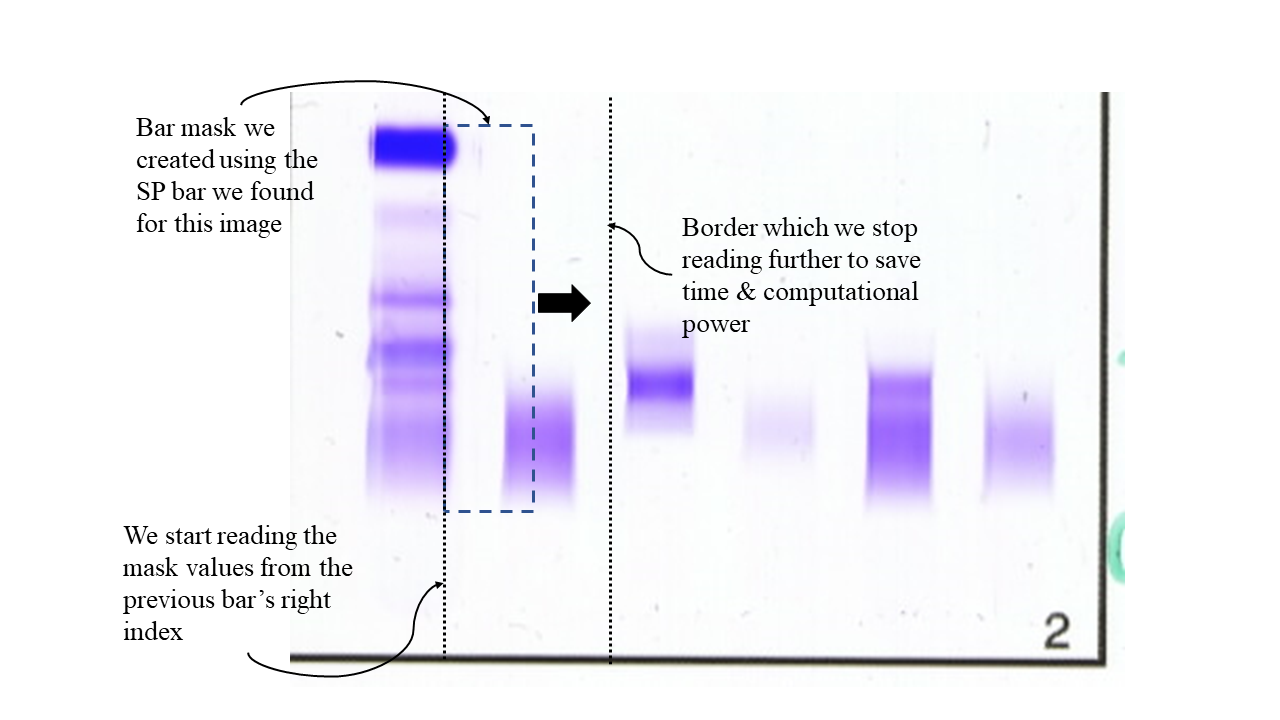 Bar mask we
created using the
SP bar we found
for this image
Border which we stop
reading further to save
time & computational
power
We start reading the
mask values from the
previous bar’s right
index
2